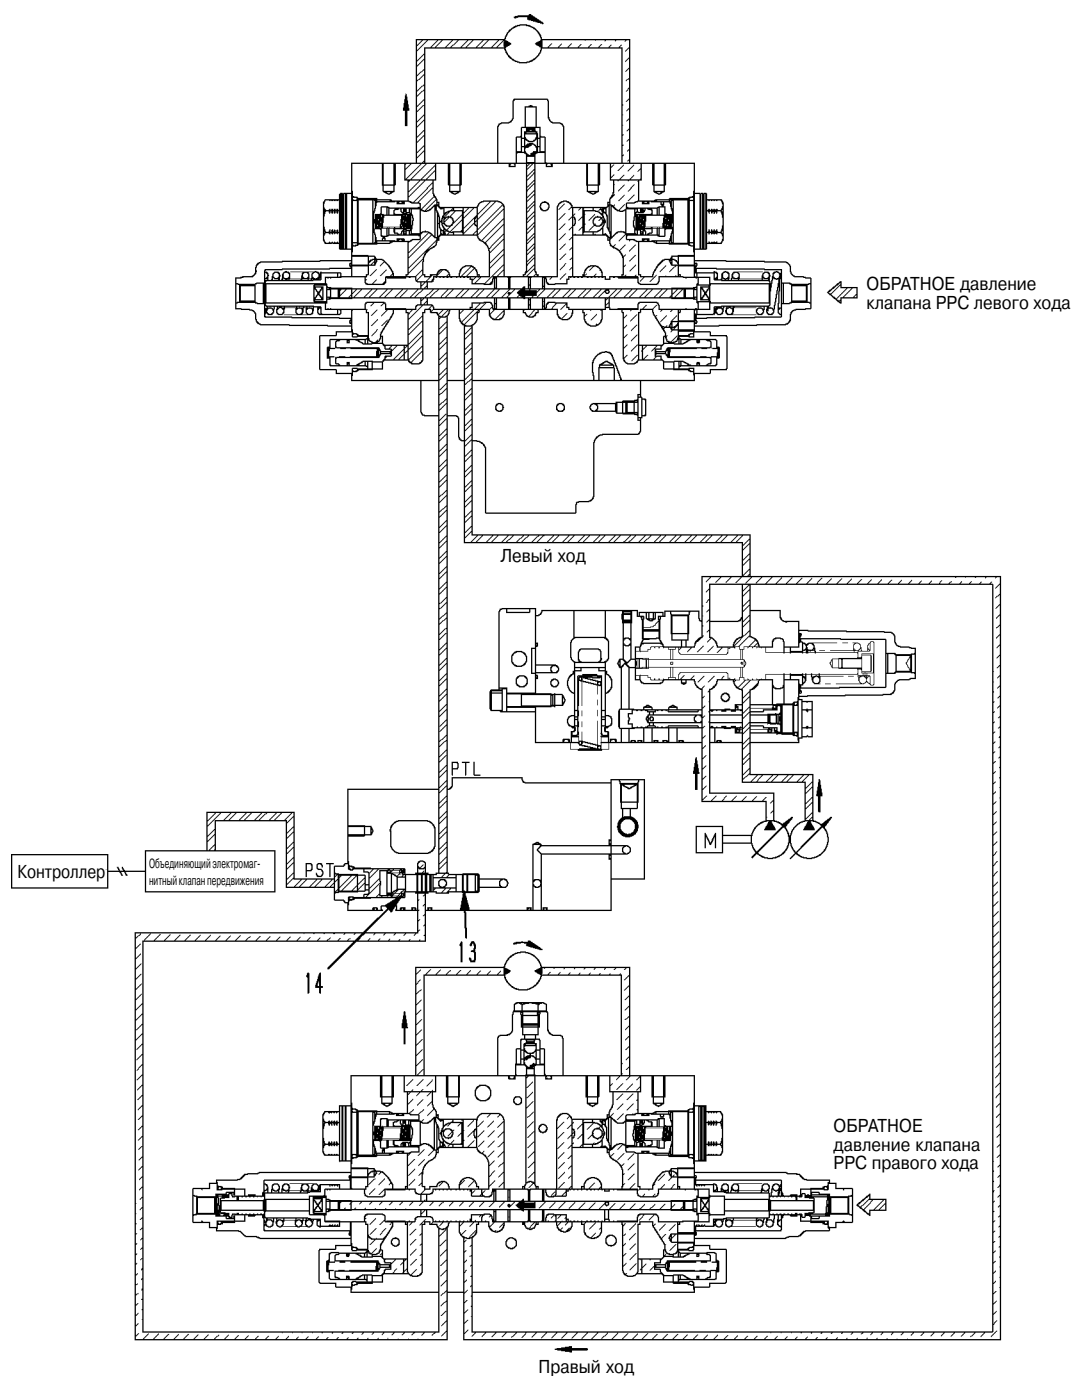 ОБРАТНОЕ давление
клапана PPC левого хода
Левый ход
PTL
M
Контроллер
Объединяющий электромаг-
нитный клапан передвижения
PST
14
13
ОБРАТНОЕ
давление клапана
PPC правого хода
Правый ход